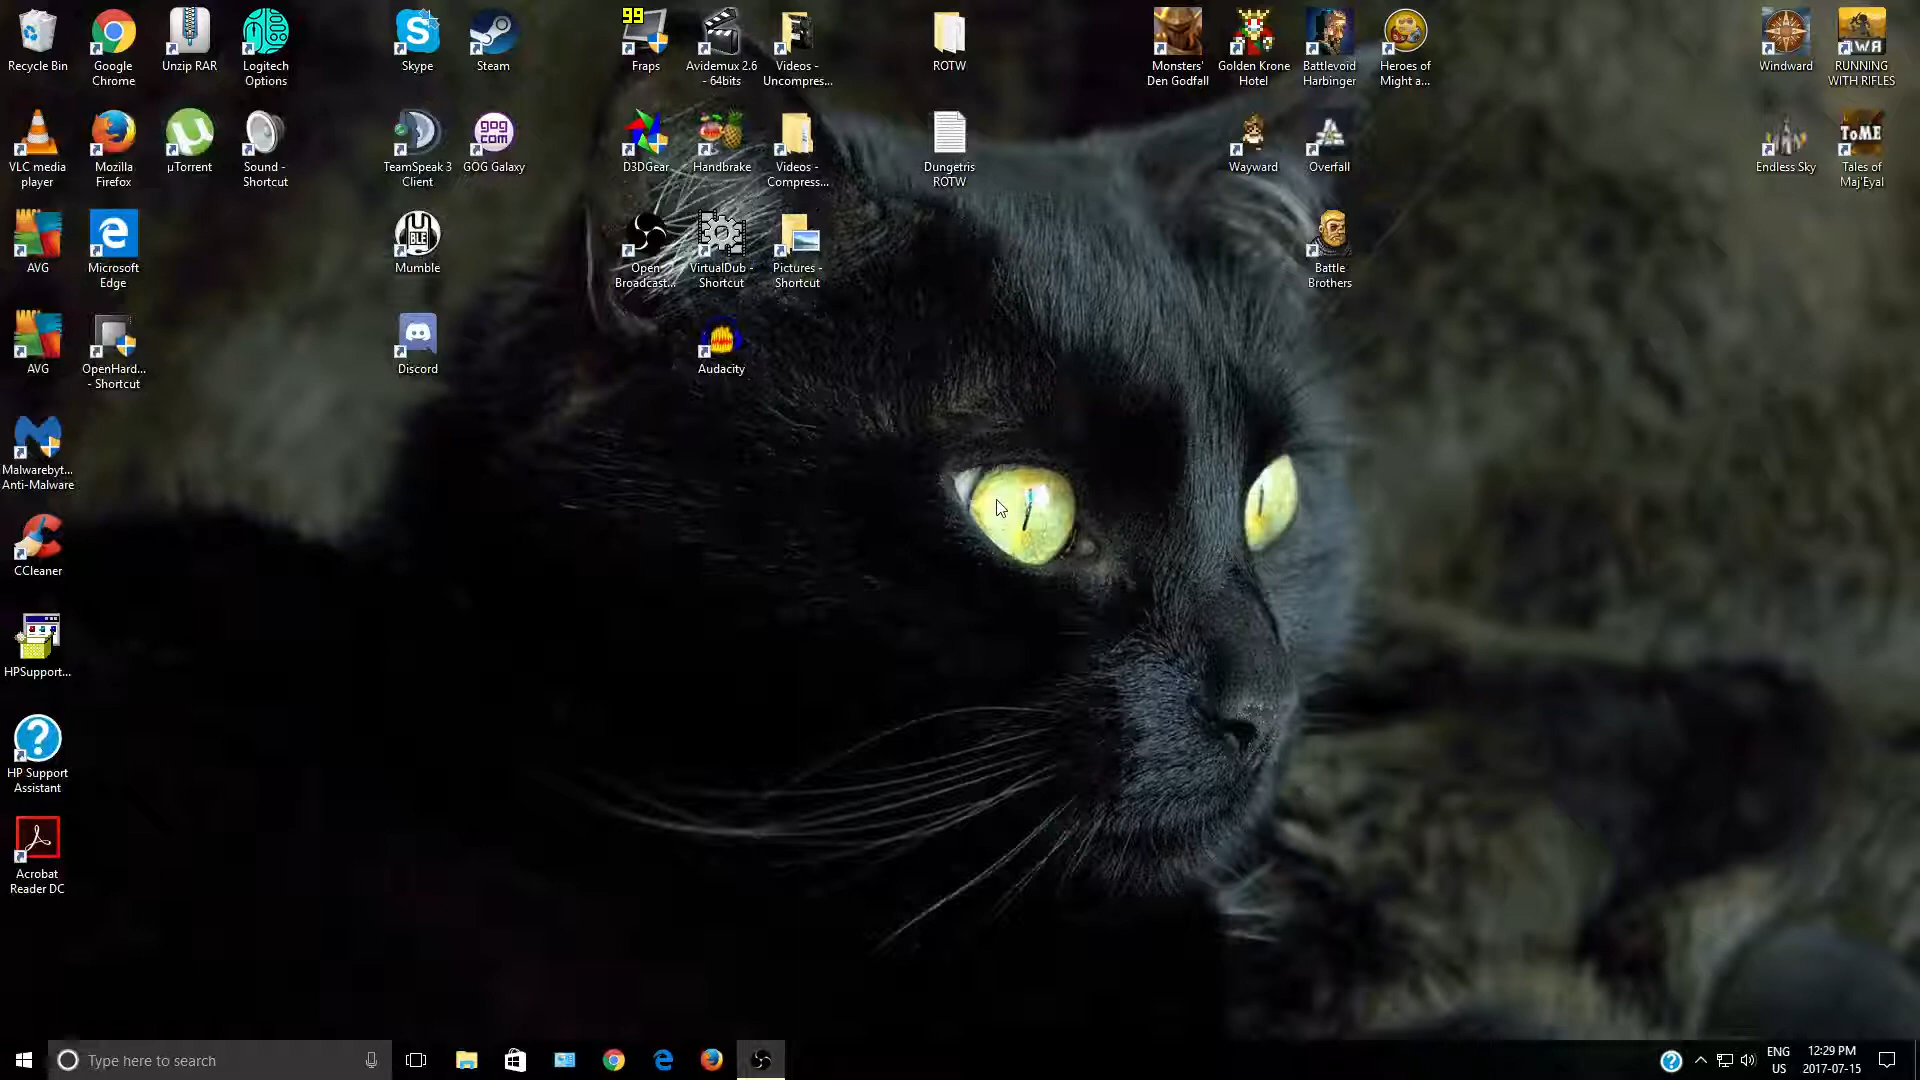 Recycle Bin
Google
Chrome
Unzip RAR
Logitech
Options
Skype
Steam
99
Fraps
Avidemux 2.6
- 64bits
Videos -
Uncompres...
ROTW
Monsters'
Den Godfall
Golden Krone
Hotel
Battlevoid
Harbinger
Heroes of
Might a...
Windward
RWR
RUNNING
WITH RIFLES
VLC media
player
Mozilla
Firefox
µTorrent
Sound -
Shortcut
TeamSpeak 3
Client
gog
com
GOG Galaxy
D3DGear
Handbrake
Videos -
Compress...
Dungetris
ROTW
Wayward
Overfall
Endless Sky
ToME
Tales of
Maj'Eyal
AVG
Microsoft
Edge
Mumble
Open
Broadcast...
VirtualDub -
Shortcut
Pictures -
Shortcut
Battle
Brothers
AVG
OpenHard...
- Shortcut
Discord
Audacity
Malwarebyt...
Anti-Malware
CCleaner
HPSupport...
HP Support
Assistant
Acrobat
Reader DC
Type here to search
ENG
US
12:29 PM
2017-07-15